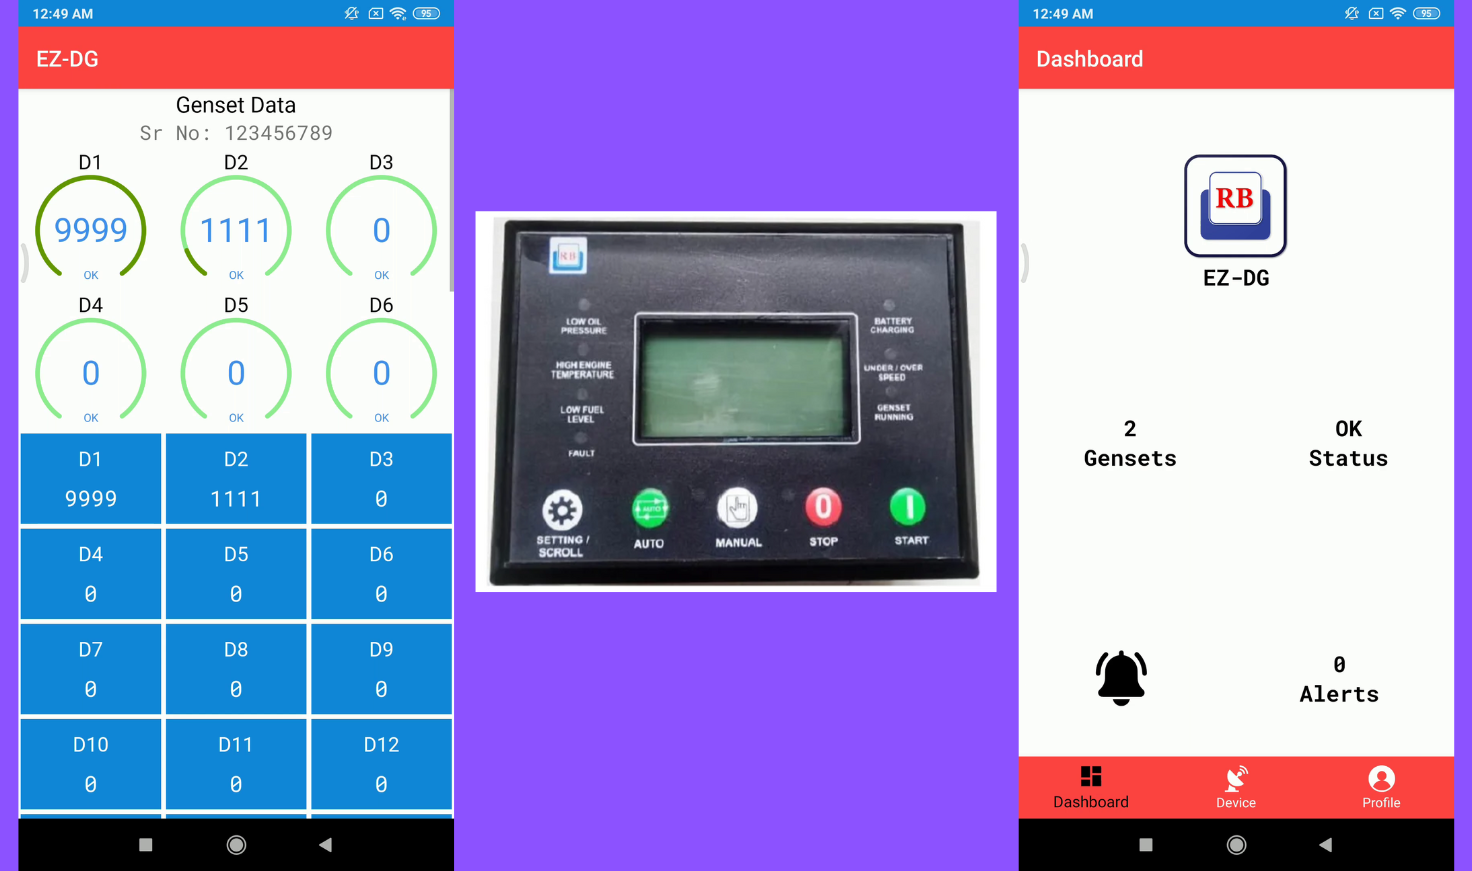 12:49 AM
95
EZ-DG
Genset Data
Sr No: 123456789
D1
D2
D3
9999
1111
0
OK
OK
OK
D4
D5
D6
0
0
0
OK
OK
OK
D1
D2
D3
9999
1111
0
D4
D5
D6
0
0
0
D7
D8
D9
0
0
0
D10
D11
D12
0
0
0
RB
LOW OIL
PRESSURE
HIGH ENGINE
TEMPERATURE
LOW FUEL
LEVEL
FAULT
BATTERY
CHARGING
UNDER / OVER
SPEED
GENSET
RUNNING
AUTO
0
I
SETTING /
SCROLL
AUTO
MANUAL
STOP
START
12:49 AM
95
Dashboard
RB
EZ-DG
2
Gensets
OK
Status
0
Alerts
Dashboard
Device
Profile